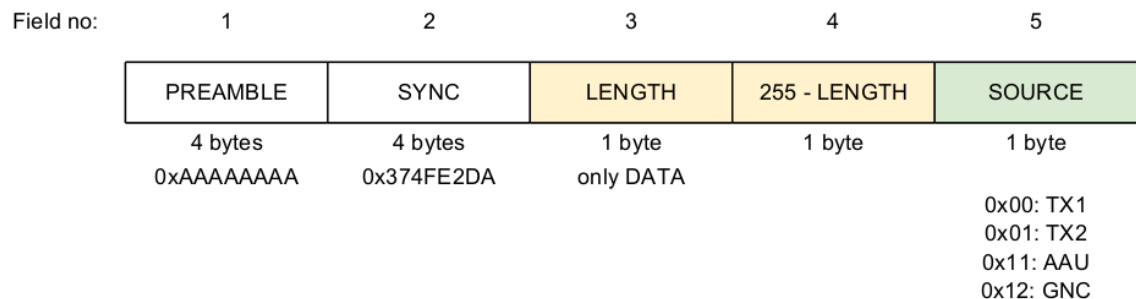 Field no: 1 2 3 4 5
PREAMBLE SYNC LENGTH 255 - LENGTH SOURCE
4 bytes 4 bytes 1 byte 1 byte 1 byte
0xAAAAAAAA 0x374FE2DA only DATA
0x00: TX1
0x01: TX2
0x11: AAU
0x12: GNC